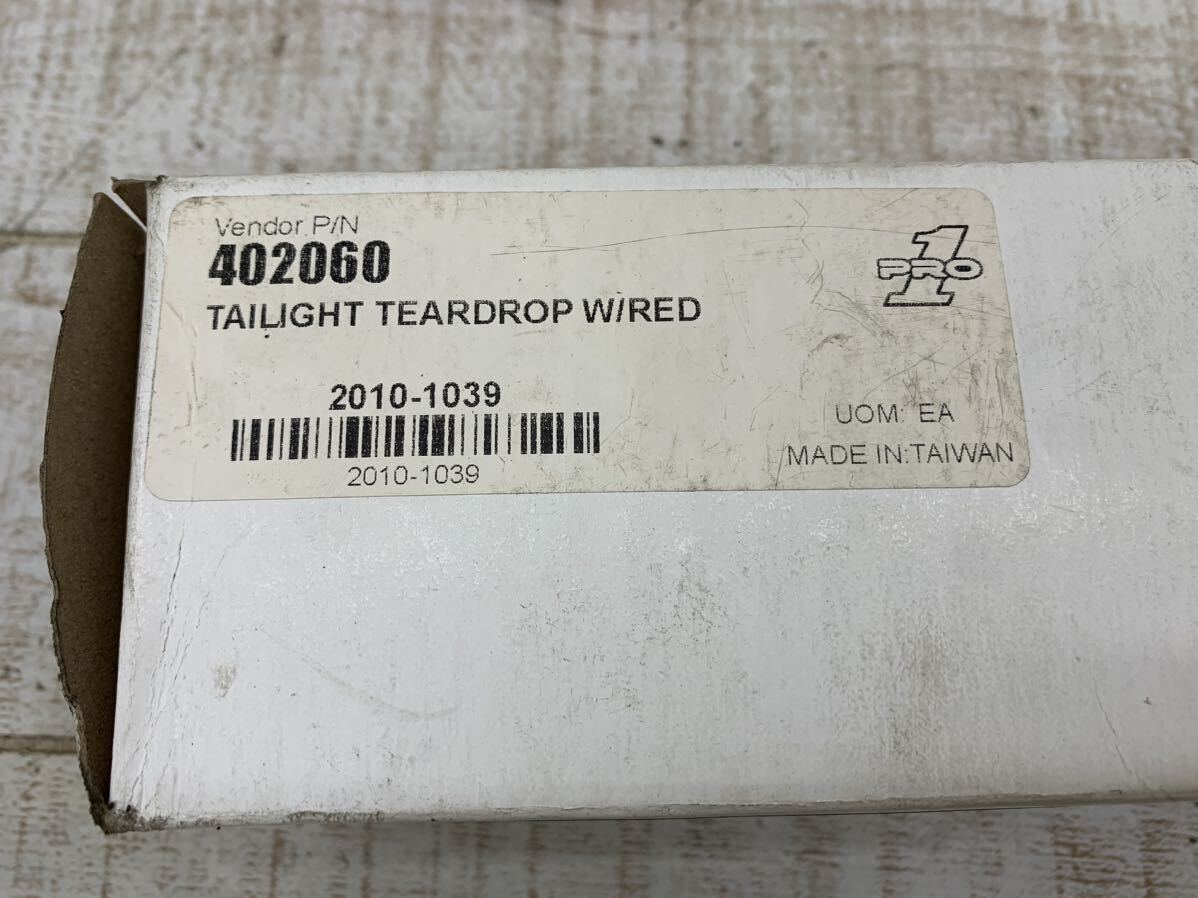 Vendor P/N
402060
TAILIGHT TEARDROP W/RED
1
PRO
2010-1039
2010-1039
UOM: EA
MADE IN:TAIWAN